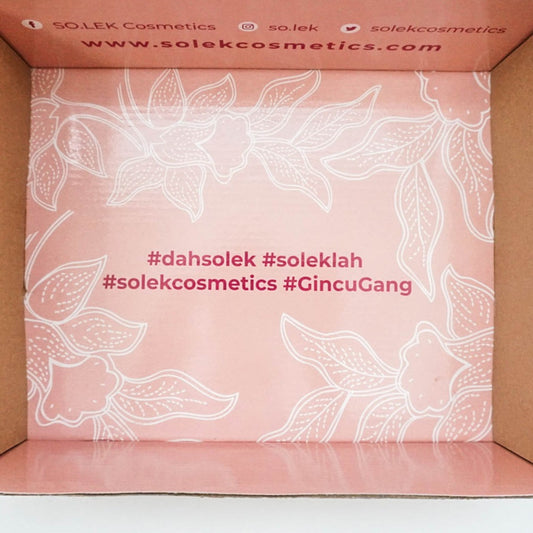 SO.LEK Cosmetics so.lek solekcosmetics
www.solekcosmetics.com
#dahsolek #soleklah
#solekcosmetics #GincuGang